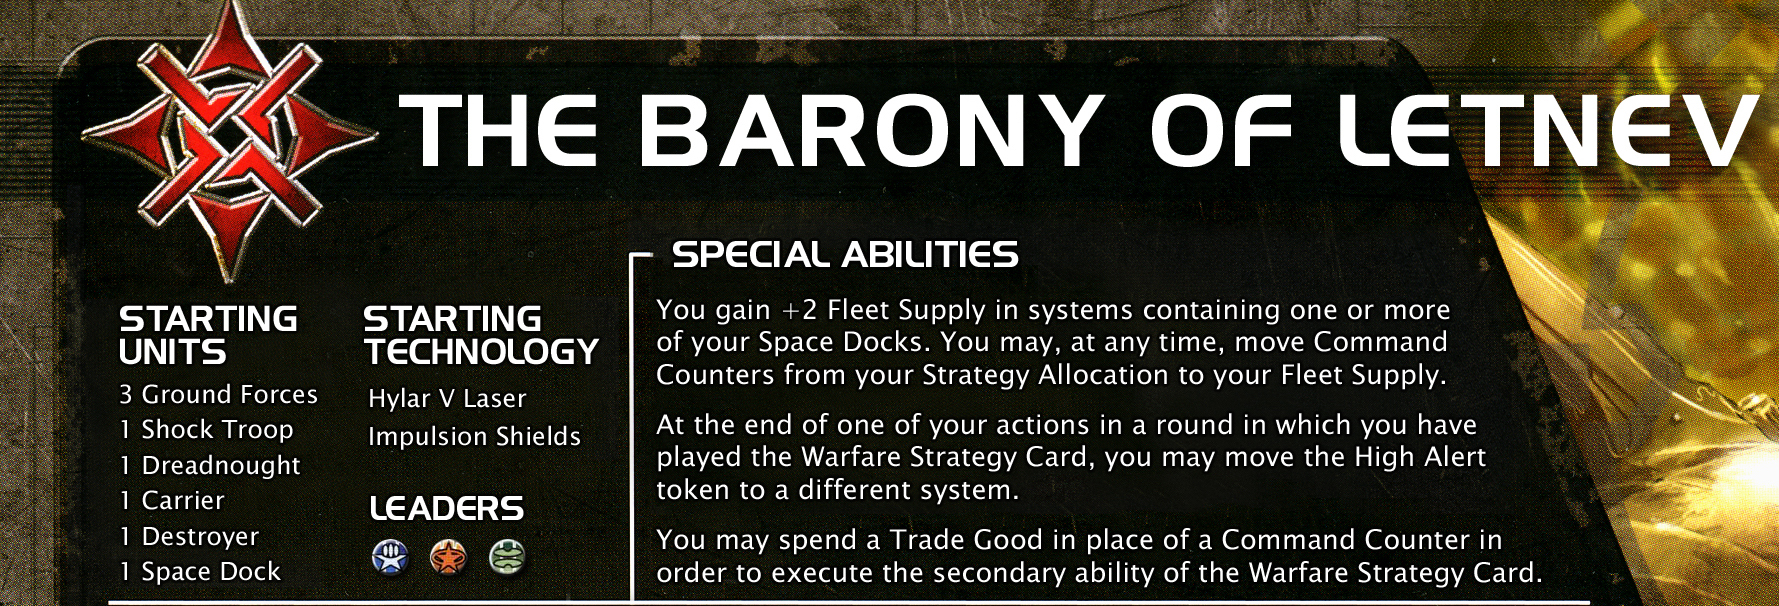 THE BARONY OF LETNEV
STARTING
UNITS
3 Ground Forces
1 Shock Troop
1 Dreadnought
1 Carrier
1 Destroyer
1 Space Dock
STARTING
TECHNOLOGY
Hylar V Laser
Impulsion Shields
LEADERS
SPECIAL ABILITIES
You gain +2 Fleet Supply in systems containing one or more
of your Space Docks. You may, at any time, move Command
Counters from your Strategy Allocation to your Fleet Supply.
At the end of one of your actions in a round in which you have
played the Warfare Strategy Card, you may move the High Alert
token to a different system.
You may spend a Trade Good in place of a Command Counter in
order to execute the secondary ability of the Warfare Strategy Card.